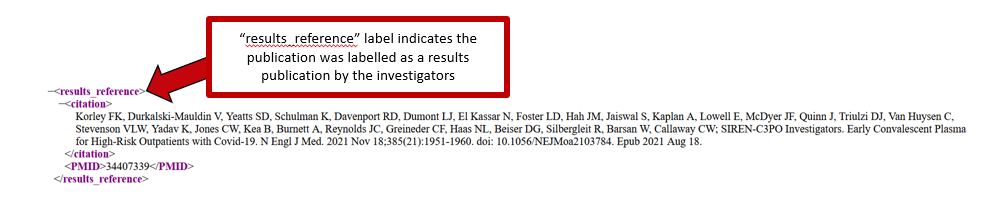 “results_reference” label indicates the
publication was labelled as a results
publication by the investigators
—<results_reference>
—<citation>
Korley FK, Durkalski-Mauldin V, Yeatts SD, Schulman K, Davenport RD, Dumont LJ, El Kassar N, Foster LD, Hah JM, Jaiswal S, Kaplan A, Lowell E, McDyer JF, Quinn J, Triulzi DJ, Van Huysen C,
Stevenson VLW, Yadav K, Jones CW, Kea B, Burnett A, Reynolds JC, Greineder CF, Haas NL, Beiser DG, Silbergleit R, Barsan W, Callaway CW; SIREN-C3PO Investigators. Early Convalescent Plasma
for High-Risk Outpatients with Covid-19. N Engl J Med. 2021 Nov 18;385(21):1951-1960. doi: 10.1056/NEJMoa2103784. Epub 2021 Aug 18.
</citation>
<PMID>34407339</PMID>
</results_reference>